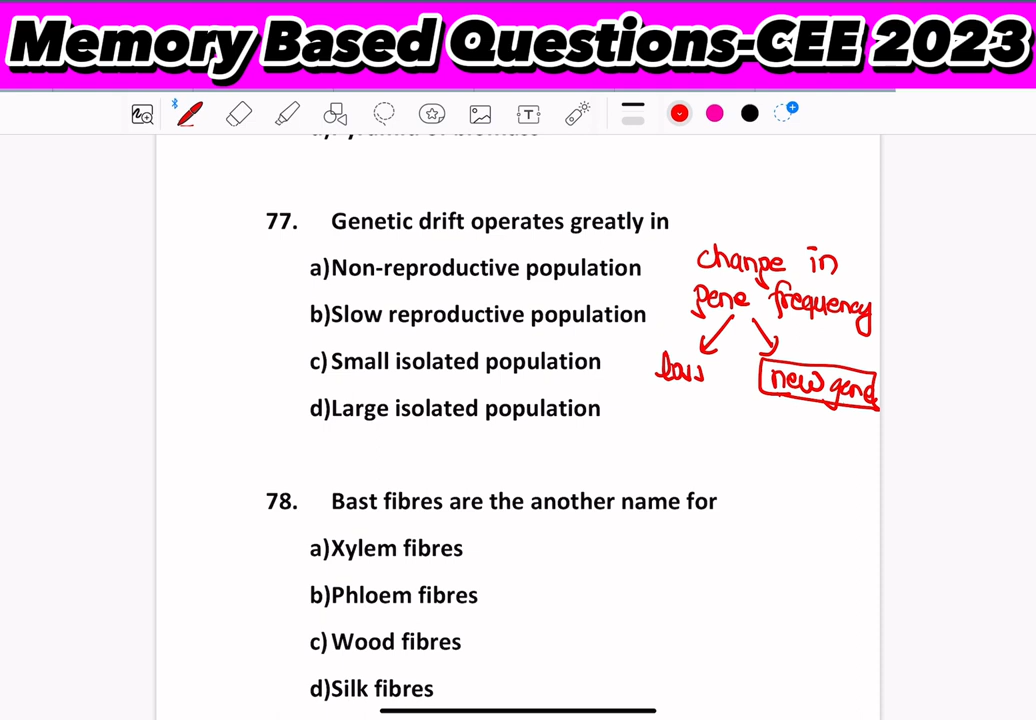 Memory Based Questions-CEE 2023
77. Genetic drift operates greatly in
a)Non-reproductive population
b)Slow reproductive population
c) Small isolated population
d)Large isolated population
change in
gene frequency
loss
new gene
78. Bast fibres are the another name for
a)Xylem fibres
b)Phloem fibres
c) Wood fibres
d)Silk fibres